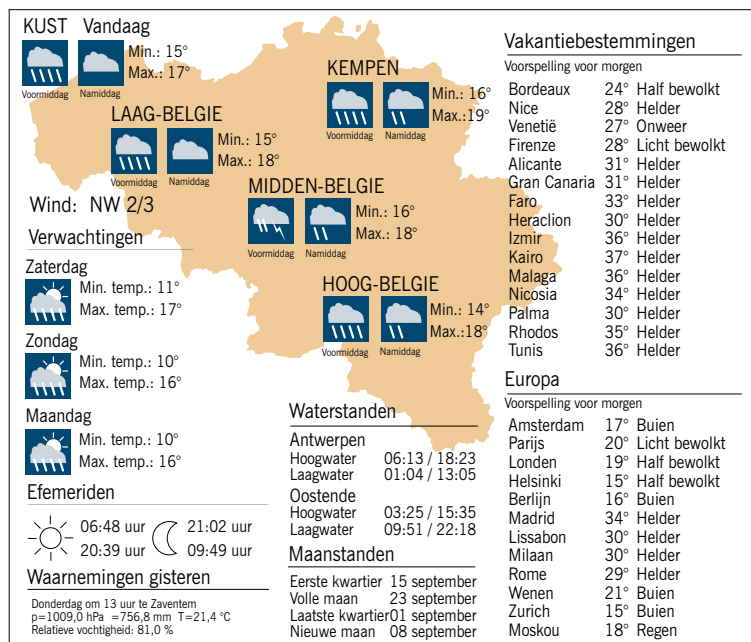 KUST Vandaag
Min.: 15°
Max.: 17°
Voormiddag Namiddag
KEMPEN
Min.: 16°
Max.:19°
Voormiddag Namiddag
LAAG-BELGIE
Min.: 15°
Max.: 18°
Voormiddag Namiddag
MIDDEN-BELGIE
Min.: 16°
Max.: 18°
Voormiddag Namiddag
HOOG-BELGIE
Min.: 14°
Max.:18°
Voormiddag Namiddag
Wind: NW 2/3
Verwachtingen
Zaterdag
Min. temp.: 11°
Max. temp.: 17°
Zondag
Min. temp.: 10°
Max. temp.: 16°
Maandag
Min. temp.: 10°
Max. temp.: 16°
Efemeriden
06:48 uur 21:02 uur
20:39 uur 09:49 uur
Waarnemingen gisteren
Donderdag om 13 uur te Zaventem
p=1009,0 hPa =756,8 mm T=21,4 °C
Relatieve vochtigheid: 81,0 %
Waterstanden
Antwerpen
Hoogwater 06:13 / 18:23
Laagwater 01:04 / 13:05
Oostende
Hoogwater 03:25 / 15:35
Laagwater 09:51 / 22:18
Maanstanden
Eerste kwartier 15 september
Volle maan 23 september
Laatste kwartier01 september
Nieuwe maan 08 september
Vakantiebestemmingen
Voorspelling voor morgen
Bordeaux 24° Half bewolkt
Nice 28° Helder
Venetië 27° Onweer
Firenze 28° Licht bewolkt
Alicante 31° Helder
Gran Canaria 31° Helder
Faro 33° Helder
Heraclion 30° Helder
Izmir 36° Helder
Kairo 37° Helder
Malaga 36° Helder
Nicosia 34° Helder
Palma 30° Helder
Rhodos 35° Helder
Tunis 36° Helder
Europa
Voorspelling voor morgen
Amsterdam 17° Buien
Parijs 20° Licht bewolkt
Londen 19° Half bewolkt
Helsinki 15° Half bewolkt
Berlijn 16° Buien
Madrid 34° Helder
Lissabon 30° Helder
Milaan 30° Helder
Rome 29° Helder
Wenen 21° Buien
Zurich 15° Buien
Moskou 18° Regen